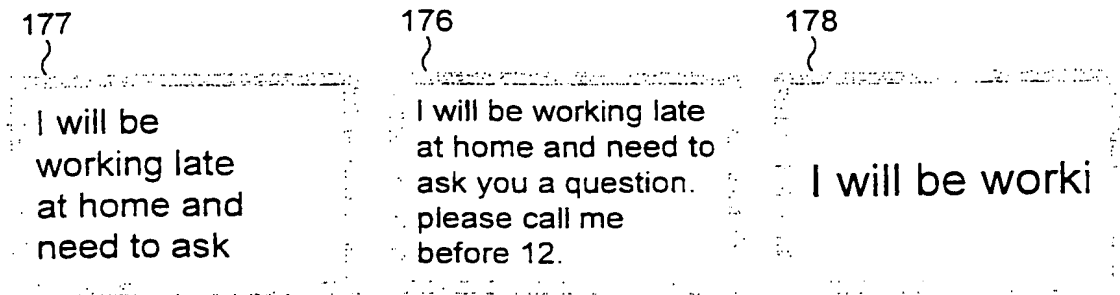 177
I will be
working late
at home and
need to ask
176
I will be working late
at home and need to
ask you a question.
please call me
before 12.
178
I will be worki